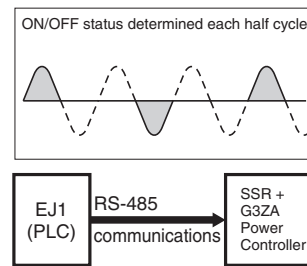 ON/OFF status determined each half cycle
EJ1
(PLC)
RS-485
communications
SSR +
G3ZA
Power
Controller